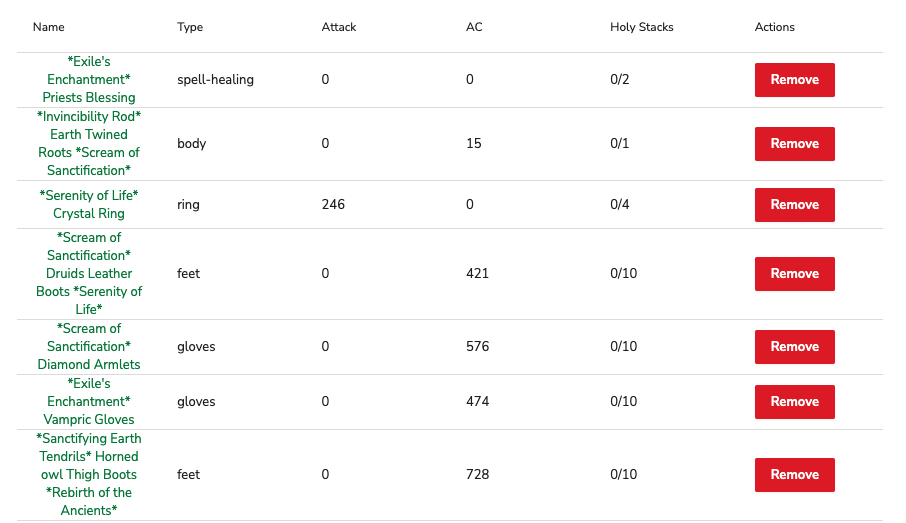 Name Type Attack AC Holy Stacks Actions
*Exile's
Enchantment*
Priests Blessing
spell-healing 0 0 0/2 Remove
*Invincibility Rod*
Earth Twined
Roots *Scream of
Sanctification*
body 0 15 0/1 Remove
*Serenity of Life*
Crystal Ring
ring 246 0 0/4 Remove
*Scream of
Sanctification*
Druids Leather
Boots *Serenity of
Life*
feet 0 421 0/10 Remove
*Scream of
Sanctification*
Diamond Armlets
gloves 0 576 0/10 Remove
*Exile's
Enchantment*
Vampric Gloves
gloves 0 474 0/10 Remove
*Sanctifying Earth
Tendrils* Horned
owl Thigh Boots
*Rebirth of the
Ancients*
feet 0 728 0/10 Remove